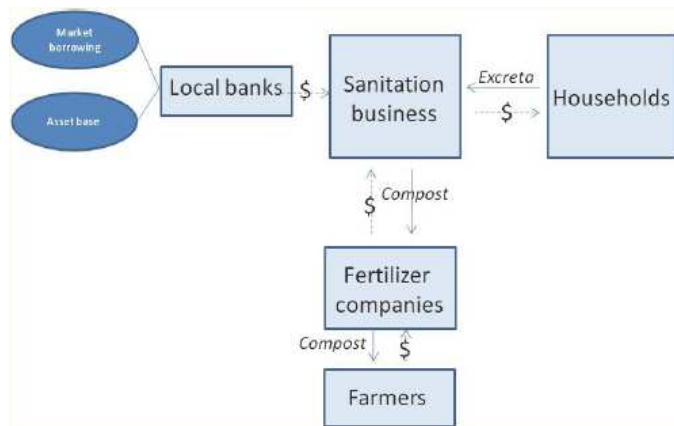 Market
borrowing
Asset base
Local banks
$
Sanitation
business
Excreta
$
Households
$
Compost
Fertilizer
companies
Compost
$
Farmers